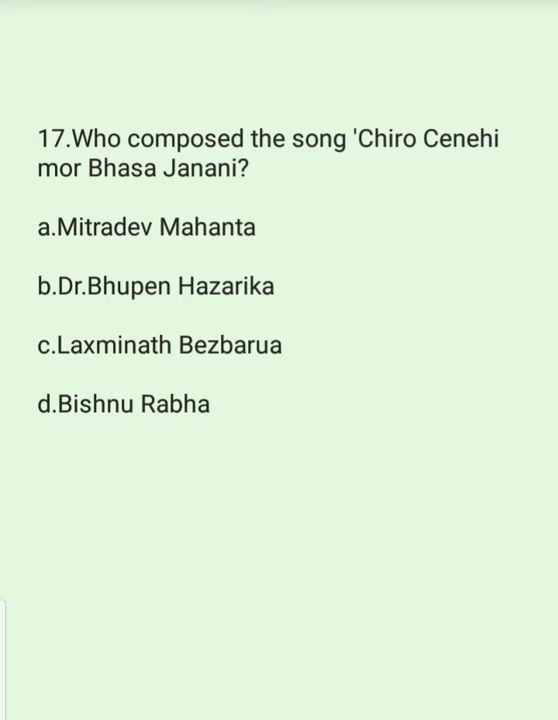 17.Who composed the song 'Chiro Cenehi
mor Bhasa Janani?
a.Mitradev Mahanta
b.Dr.Bhupen Hazarika
c.Laxminath Bezbarua
d.Bishnu Rabha